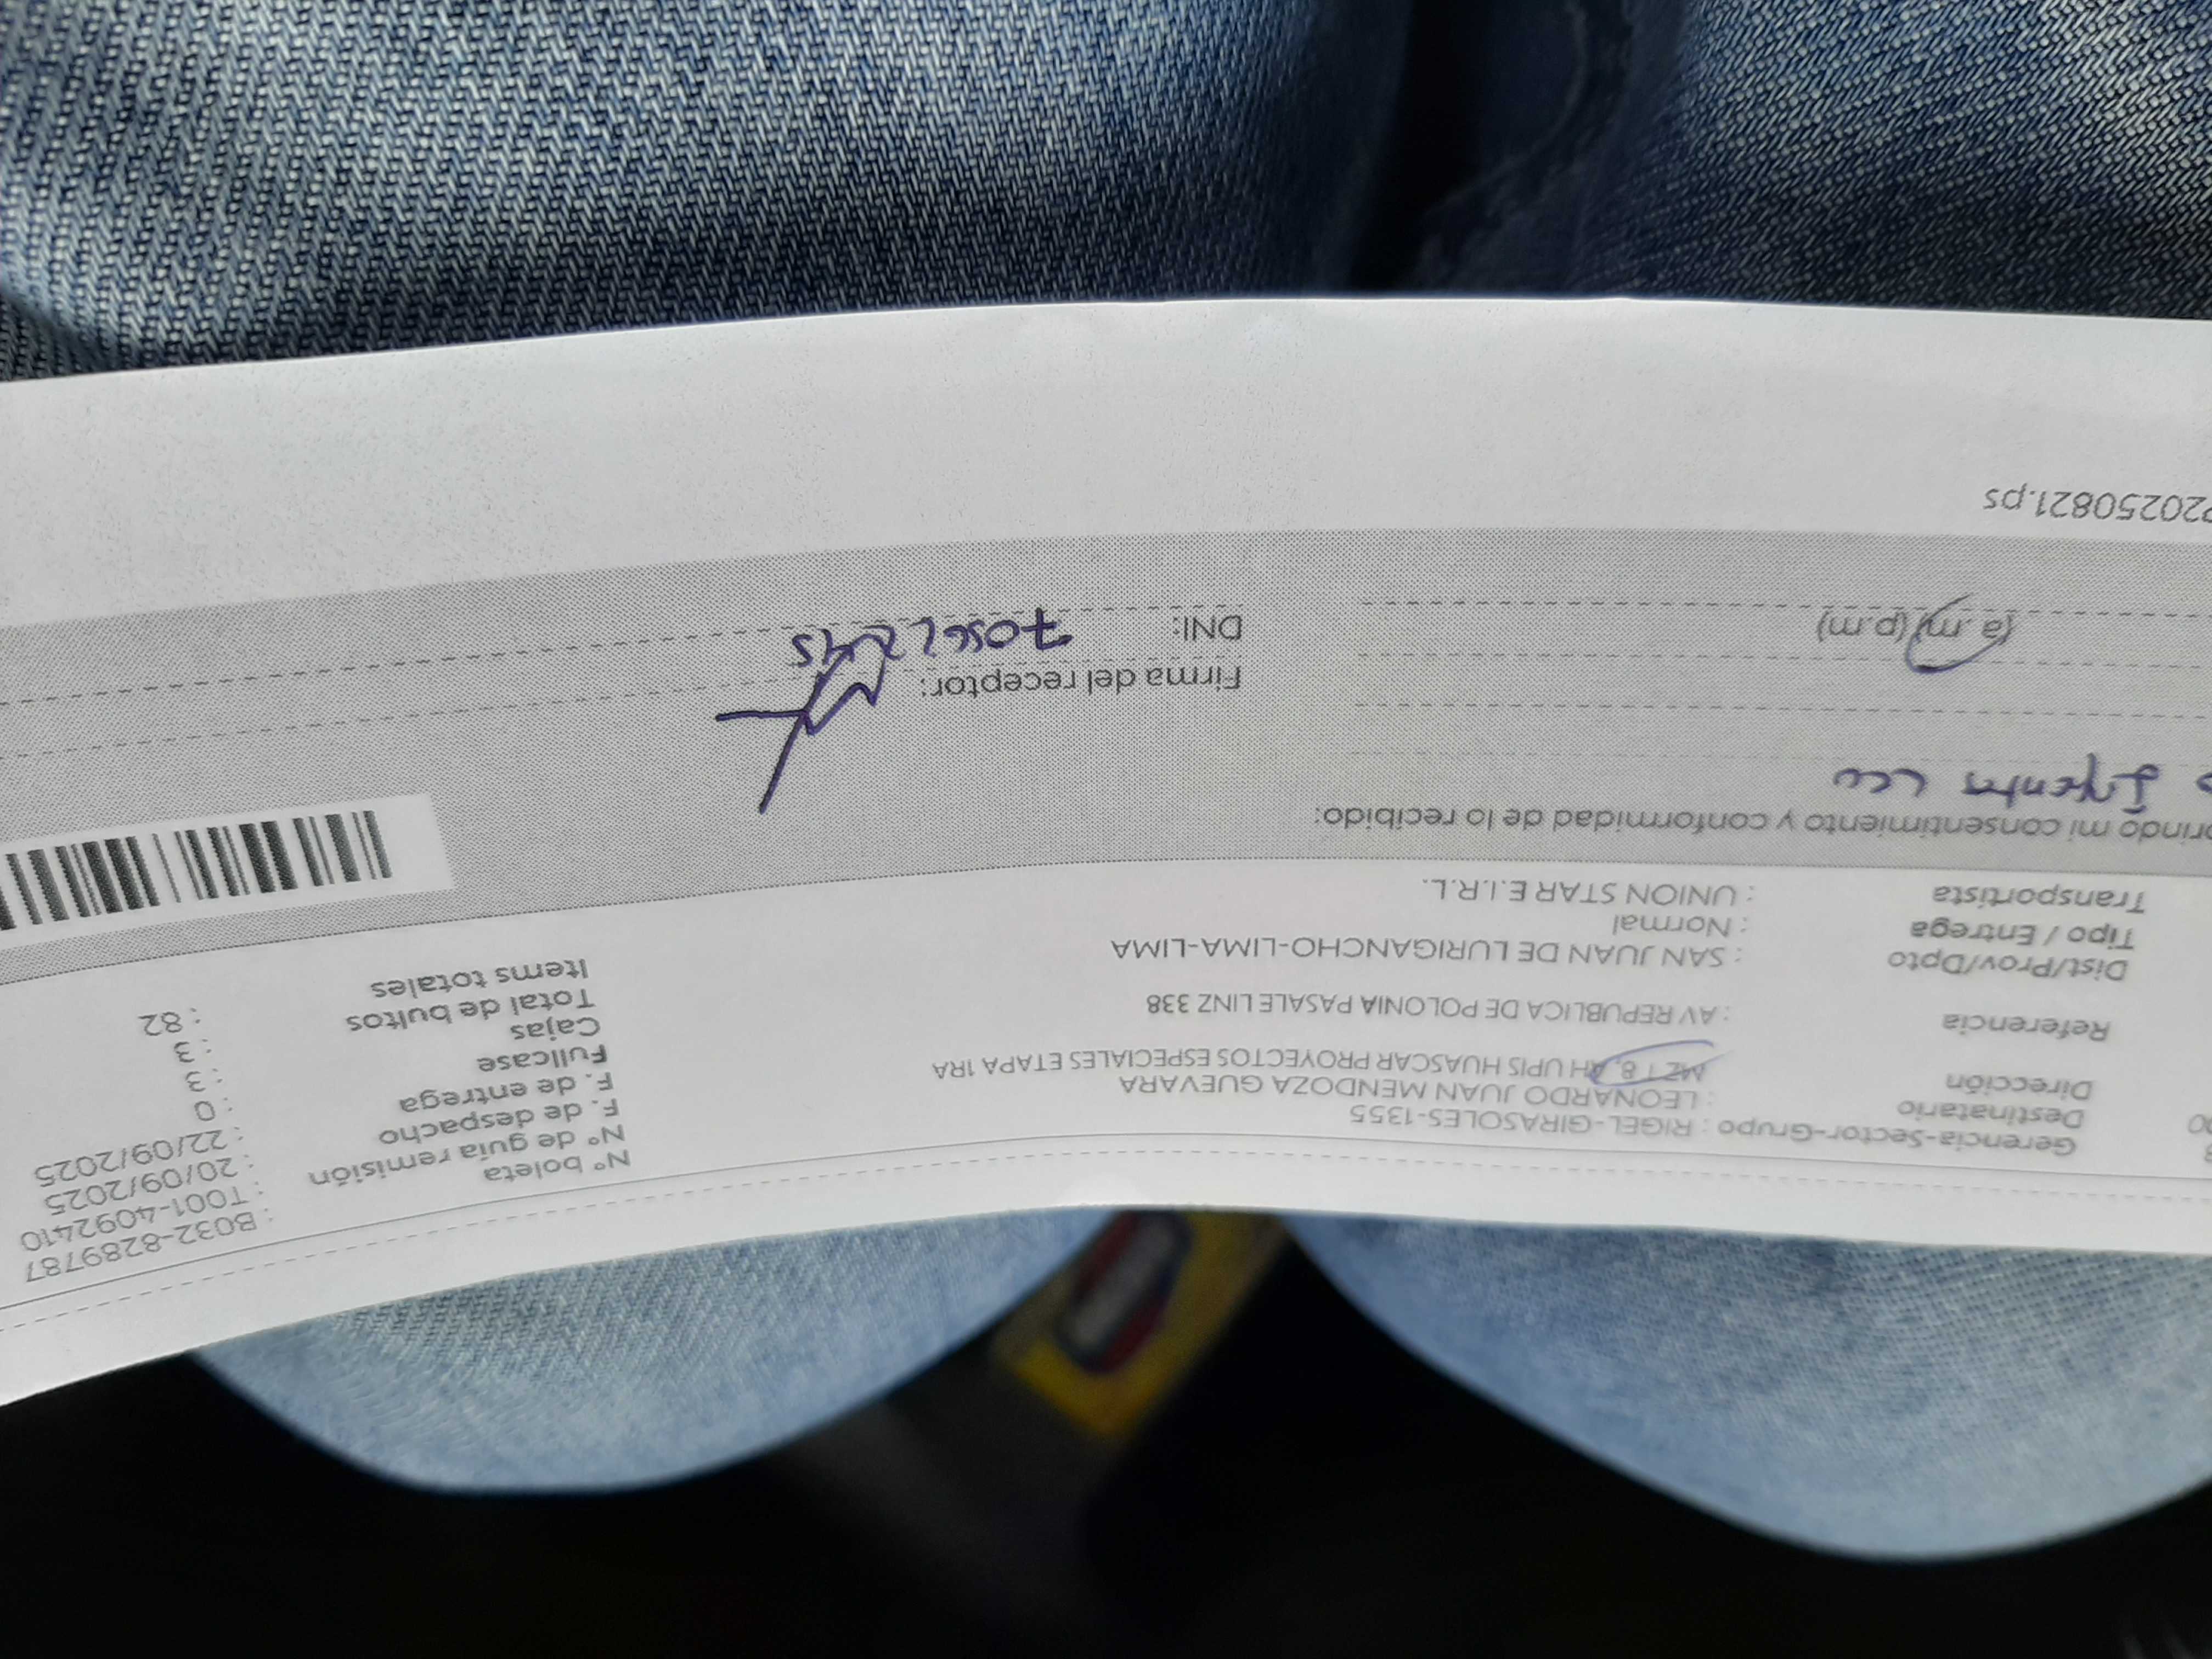 Nº boleta : B032-8289787
Nº de guía remisión : T001-4092410
F. de despacho : 20/09/2025
F. de entrega : 22/09/2025
Fullcase : 0
Cajas : 3
Total de bultos : 3
Items totales : 82
Gerencia-Sector-Grupo : RIGEL-GIRASOLES-1355
Destinatario : LEONARDO JUAN MENDOZA GUEVARA
Dirección : MZ 1 8, AH UPIS HUASCAR PROYECTOS ESPECIALES ETAPA 1RA
Referencia : AV REPUBLICA DE POLONIA PASALE LINZ 338
Dist/Prov/Dpto : SAN JUAN DE LURIGANCHO-LIMA-LIMA
Tipo / Entrega : Normal
Transportista : UNION STAR E.I.R.L.
rindo mi consentimiento y conformidad de lo recibido:
Firma del receptor:
DNI:
(a.m) (p.m)
20250821.ps